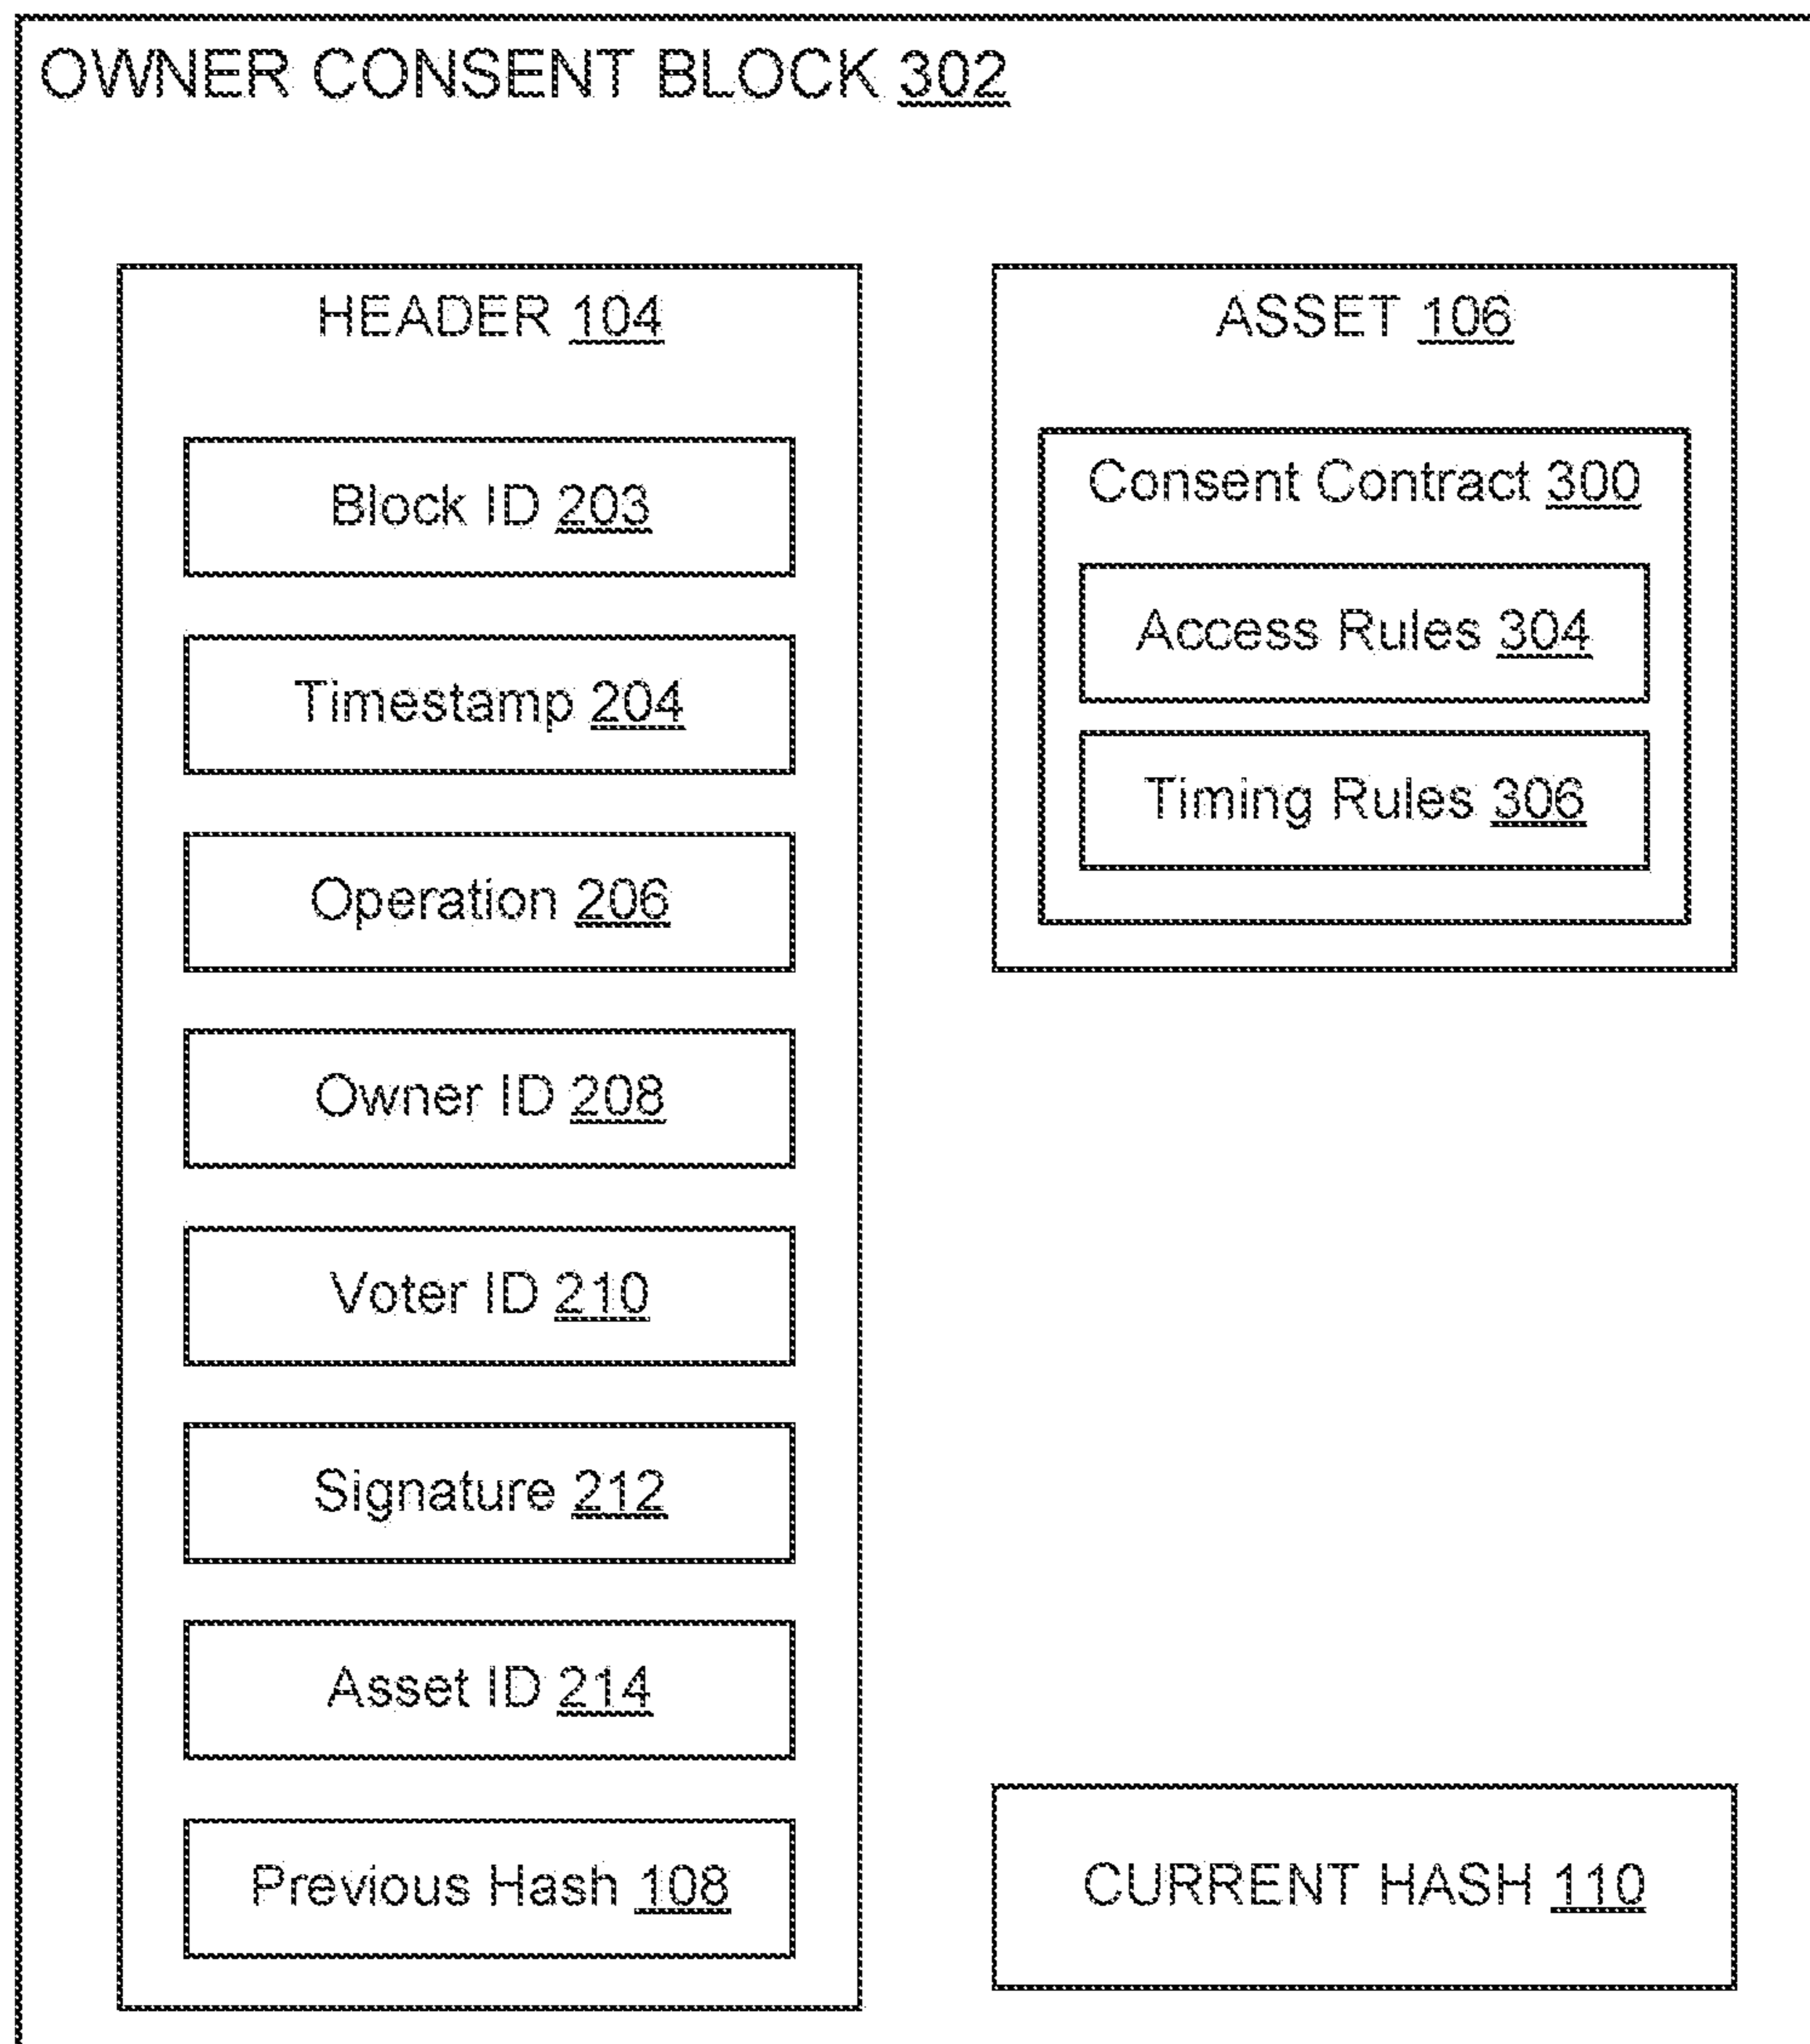 OWNER CONSENT BLOCK 302
HEADER 104
Block ID 203
Timestamp 204
Operation 206
Owner ID 208
Voter ID 210
Signature 212
Asset ID 214
Previous Hash 108
ASSET 106
Consent Contract 300
Access Rules 304
Timing Rules 306
CURRENT HASH 110